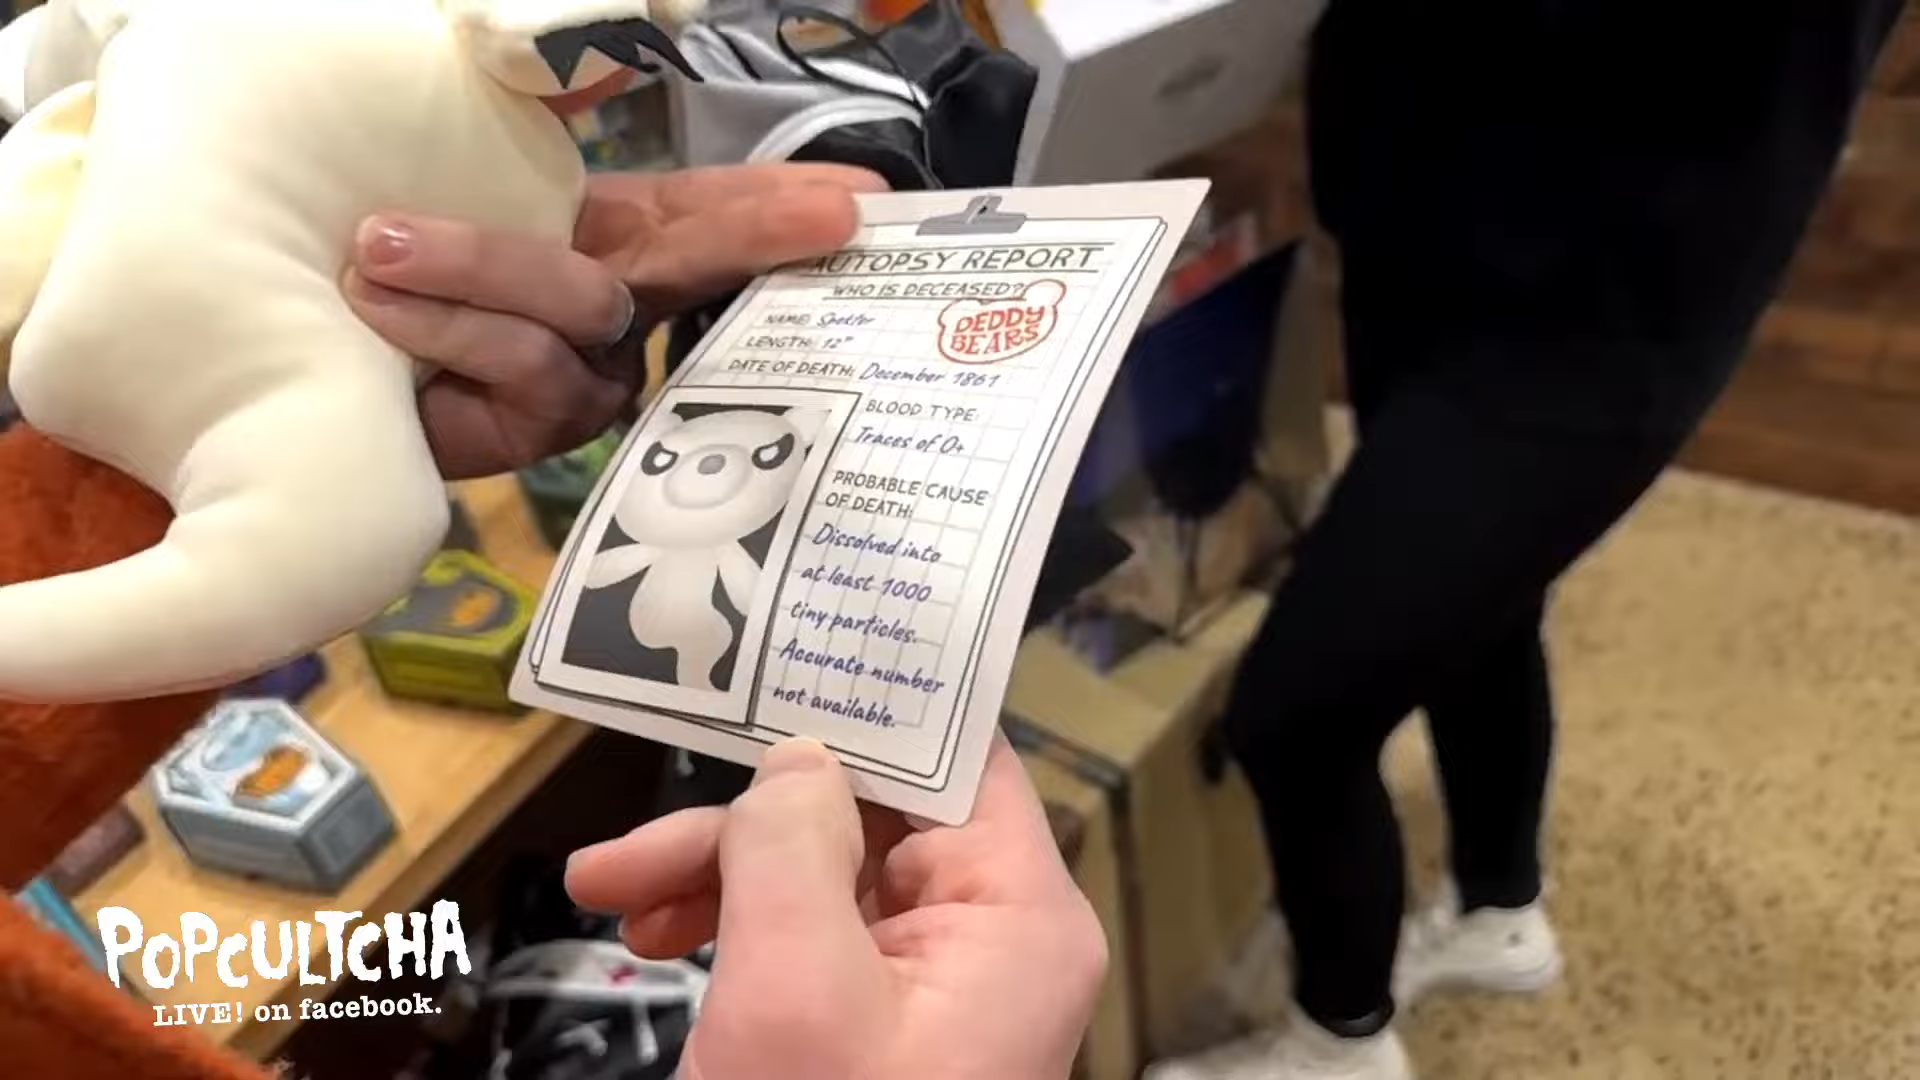 AUTOPSY REPORT
WHO IS DECEASED?
DEDDY
BEARS
NAME: Spekter
LENGTH: 12"
DATE OF DEATH: December 1861
BLOOD TYPE:
Traces of O+
PROBABLE CAUSE
OF DEATH:
Dissolved into
at least 1000
tiny particles.
Accurate number
not available.
POPCULTCHA
LIVE! on facebook.